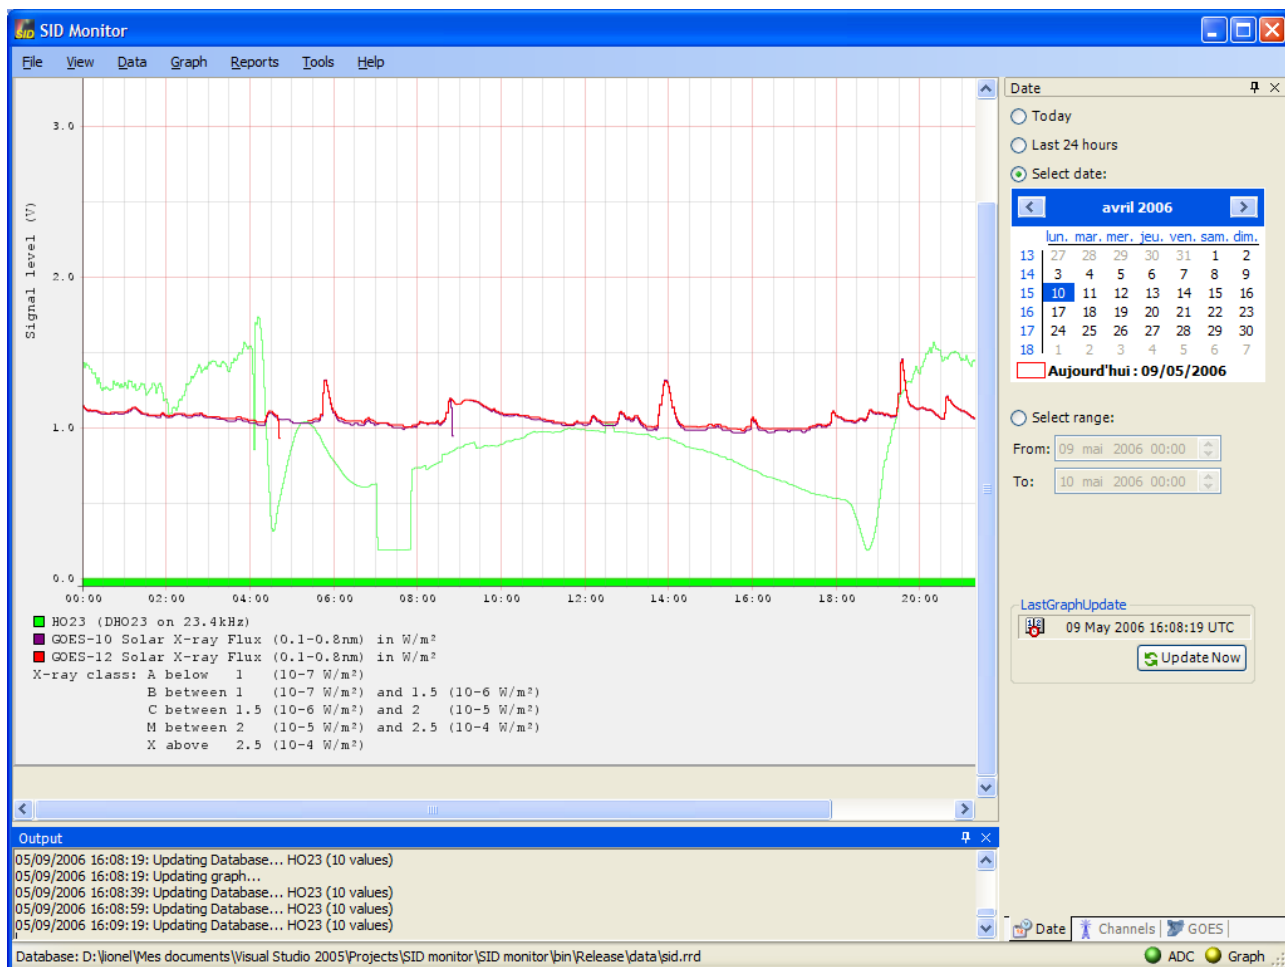 SID Monitor
File View Data Graph Reports Tools Help
3.0
2.0
1.0
0.0
Signal level (V)
00:00 02:00 04:00 06:00 08:00 10:00 12:00 14:00 16:00 18:00 20:00
HO23 (DHO23 on 23.4kHz)
GOES-10 Solar X-ray Flux (0.1-0.8nm) in W/m²
GOES-12 Solar X-ray Flux (0.1-0.8nm) in W/m²
X-ray class: A below 1 (10-7 W/m²)
B between 1 (10-7 W/m²) and 1.5 (10-6 W/m²)
C between 1.5 (10-6 W/m²) and 2 (10-5 W/m²)
M between 2 (10-5 W/m²) and 2.5 (10-4 W/m²)
X above 2.5 (10-4 W/m²)
Date
Today
Last 24 hours
Select date:
avril 2006
lun. mar. mer. jeu. ven. sam. dim.
13 27 28 29 30 31 1 2
14 3 4 5 6 7 8 9
15 10 11 12 13 14 15 16
16 17 18 19 20 21 22 23
17 24 25 26 27 28 29 30
18 1 2 3 4 5 6 7
Aujourd'hui : 09/05/2006
Select range:
From: 09 mai 2006 00:00
To: 10 mai 2006 00:00
LastGraphUpdate
09 May 2006 16:08:19 UTC
Update Now
Output
05/09/2006 16:08:19: Updating Database... HO23 (10 values)
05/09/2006 16:08:19: Updating graph...
05/09/2006 16:08:39: Updating Database... HO23 (10 values)
05/09/2006 16:08:59: Updating Database... HO23 (10 values)
05/09/2006 16:09:19: Updating Database... HO23 (10 values)
Date Channels GOES
Database: D:\lionel\Mes documents\Visual Studio 2005\Projects\SID monitor\SID monitor\bin\Release\data\sid.rrd
ADC Graph